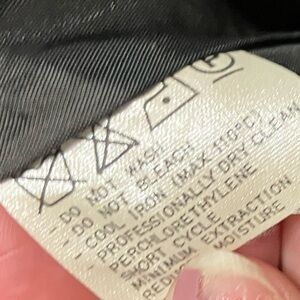 P
DO NOT WASH
DO NOT BLEACH
COOL IRON (MAX 110°C)
PROFESSIONALLY DRY CLEAN
PERCHLORETHYLENE
SHORT CYCLE
MINIMUM EXTRACTION
REDUCED MOISTURE